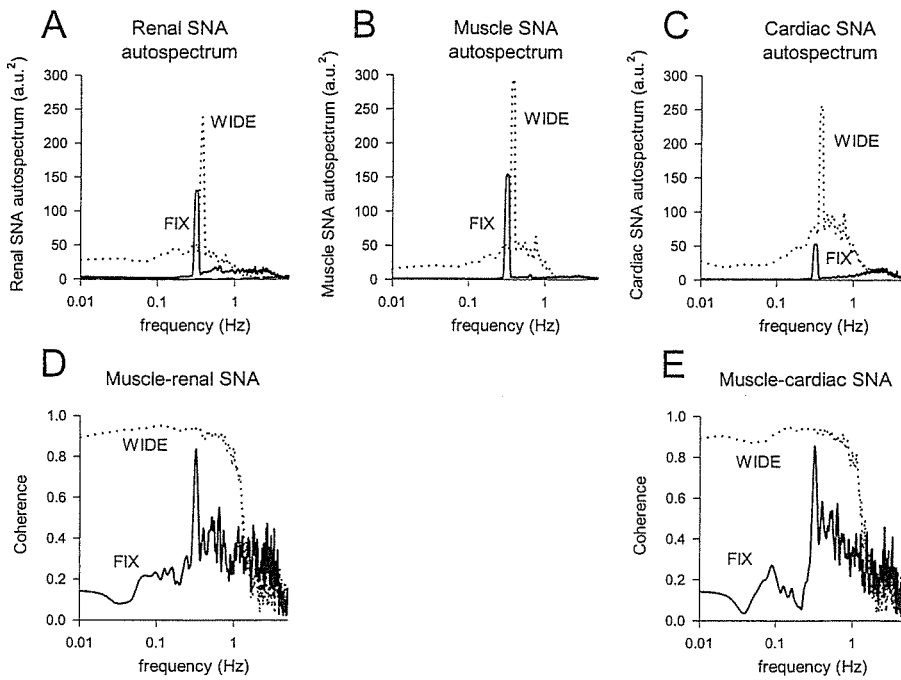 A
Renal SNA
autospectrum
Renal SNA autospectrum (a.u.²)
300
250
200
150
100
50
0
WIDE
FIX
0.01
0.1
1
frequency (Hz)
B
Muscle SNA
autospectrum
Muscle SNA autospectrum (a.u.²)
300
250
200
150
100
50
0
WIDE
FIX
0.01
0.1
1
frequency (Hz)
C
Cardiac SNA
autospectrum
Cardiac SNA autospectrum (a.u.²)
300
250
200
150
100
50
0
WIDE
FIX
0.01
0.1
1
frequency (Hz)
D
Muscle-renal SNA
Coherence
1.0
0.8
0.6
0.4
0.2
0.0
WIDE
FIX
0.01
0.1
1
frequency (Hz)
E
Muscle-cardiac SNA
Coherence
1.0
0.8
0.6
0.4
0.2
0.0
WIDE
FIX
0.01
0.1
1
frequency (Hz)